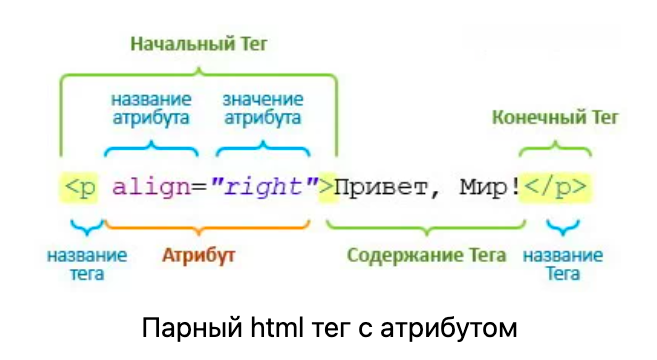 Начальный Тег
название атрибута
значение атрибута
Конечный Тег
<p align="right">Привет, Мир!</p>
название тега
Атрибут
Содержание Тега
название Тега
Парный html тег с атрибутом